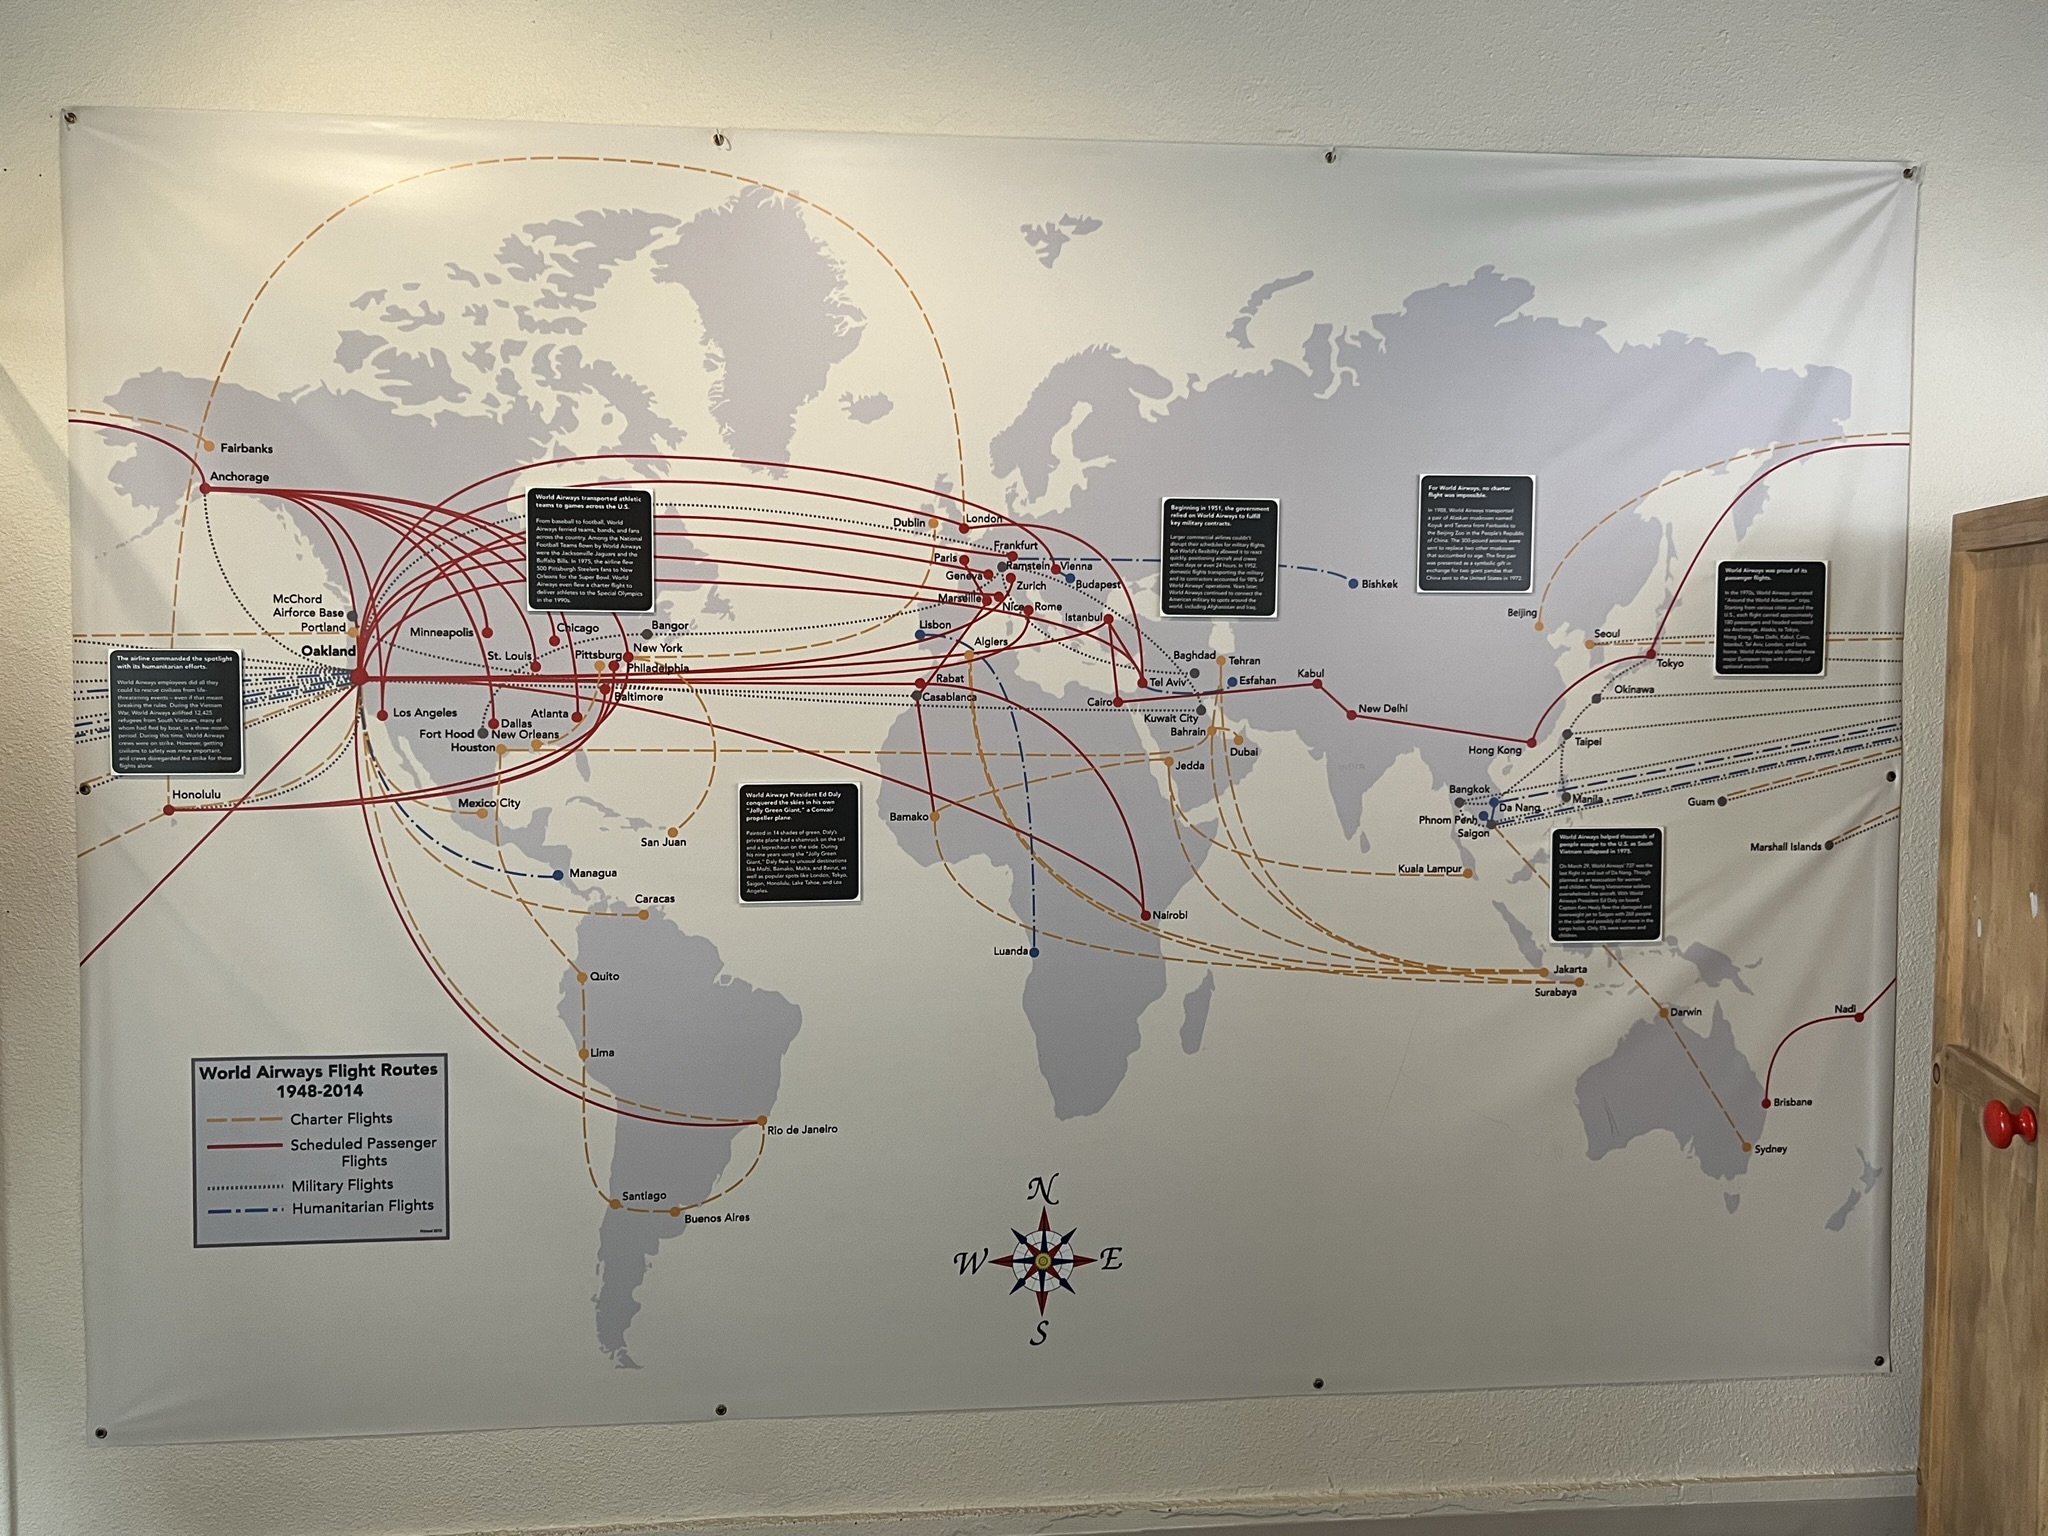 Fairbanks
Anchorage
McChord
Airforce Base
Portland
Oakland
Minneapolis
Chicago
St. Louis
Bangor
Pittsburg
New York
Philadelphia
Baltimore
Los Angeles
Dallas
Atlanta
Fort Hood
New Orleans
Houston
Honolulu
Mexico City
San Juan
Managua
Caracas
Quito
Lima
Rio de Janeiro
Santiago
Buenos Aires
Dublin
London
Frankfurt
Paris
Ramstein
Vienna
Geneva
Zurich
Budapest
Marseille
Nice
Rome
Lisbon
Istanbul
Algiers
Rabat
Casablanca
Cairo
Tel Aviv
Baghdad
Tehran
Esfahan
Kuwait City
Bahrain
Dubai
Jedda
Bamako
Nairobi
Luanda
Bishkek
Kabul
New Delhi
Hong Kong
Beijing
Seoul
Tokyo
Okinawa
Taipei
Bangkok
Da Nang
Manila
Phnom Penh
Saigon
Guam
Marshall Islands
Kuala Lampur
Jakarta
Surabaya
Darwin
Nadi
Brisbane
Sydney
The airline commanded the spotlight
with its humanitarian efforts.
World Airways employees did all they
could to rescue civilians from life-
threatening events – even if that meant
breaking the rules. During the Vietnam
War, World Airways airlifted 12,425
refugees from South Vietnam, many of
whom had fled by boat, in a three-month
period. During this time, World Airways
crews were on strike. However, getting
civilians to safety was more important,
and crews disregarded the strike for these
flights alone.
World Airways transported athletic
teams to games across the U.S.
From baseball to football, World
Airways ferried teams, bands, and fans
across the country. Among the National
Football Teams flown by World Airways
were the Jacksonville Jaguars and the
Buffalo Bills. In 1975, the airline flew
500 Pittsburgh Steelers fans to New
Orleans for the Super Bowl. World
Airways even flew a charter flight to
deliver athletes to the Special Olympics
in the 1990s.
World Airways President Ed Daly
conquered the skies in his own
"Jolly Green Giant," a Convair
propeller plane.
Painted in 14 shades of green, Daly's
private plane had a shamrock on the tail
and a leprechaun on the side. During
his nine years using the "Jolly Green
Giant," Daly flew to unusual destinations
like Mofti, Bamako, Malta, and Beirut, as
well as popular spots like London, Tokyo,
Saigon, Honolulu, Lake Tahoe, and Los
Angeles.
Beginning in 1951, the government
relied on World Airways to fulfill
key military contracts.
Larger commercial airlines couldn't
disrupt their schedules for military flights.
But World's flexibility allowed it to react
quickly, positioning aircraft and crews
within days or even 24 hours. In 1952,
domestic flights transporting the military
and its contractors accounted for 98% of
World Airways' operations. Years later,
World Airways continued to connect the
American military to spots around the
world, including Afghanistan and Iraq.
For World Airways, no charter
flight was impossible.
In 1988, World Airways transported
a pair of Alaskan muskoxen named
Koyuk and Tanana from Fairbanks to
the Beijing Zoo in the People's Republic
of China. The 300-pound animals were
sent to replace two other muskoxen
that succumbed to age. The first pair
was presented as a symbolic gift in
exchange for two giant pandas that
China sent to the United States in 1972.
World Airways was proud of its
passenger flights.
In the 1970s, World Airways operated
"Around the World Adventure" trips.
Starting from various cities around the
U.S., each flight carried approximately
180 passengers and headed westward
via Anchorage, Alaska, to Tokyo,
Hong Kong, New Delhi, Kabul, Cairo,
Istanbul, Tel Aviv, London, and back
home. World Airways also offered three
major European trips with a variety of
optional excursions.
World Airways helped thousands of
people escape to the U.S. as South
Vietnam collapsed in 1975.
On March 29, World Airways' 727 was the
last flight in and out of Da Nang. Though
planned as an evacuation for women
and children, fleeing Vietnamese soldiers
overwhelmed the aircraft. With World
Airways President Ed Daly on board,
Captain Ken Healy flew the damaged and
overweight jet to Saigon with 268 people
in the cabin and possibly 60 or more in the
cargo holds. Only 5% were women and
children.
World Airways Flight Routes
1948-2014
Charter Flights
Scheduled Passenger
Flights
Military Flights
Humanitarian Flights
N
W
E
S